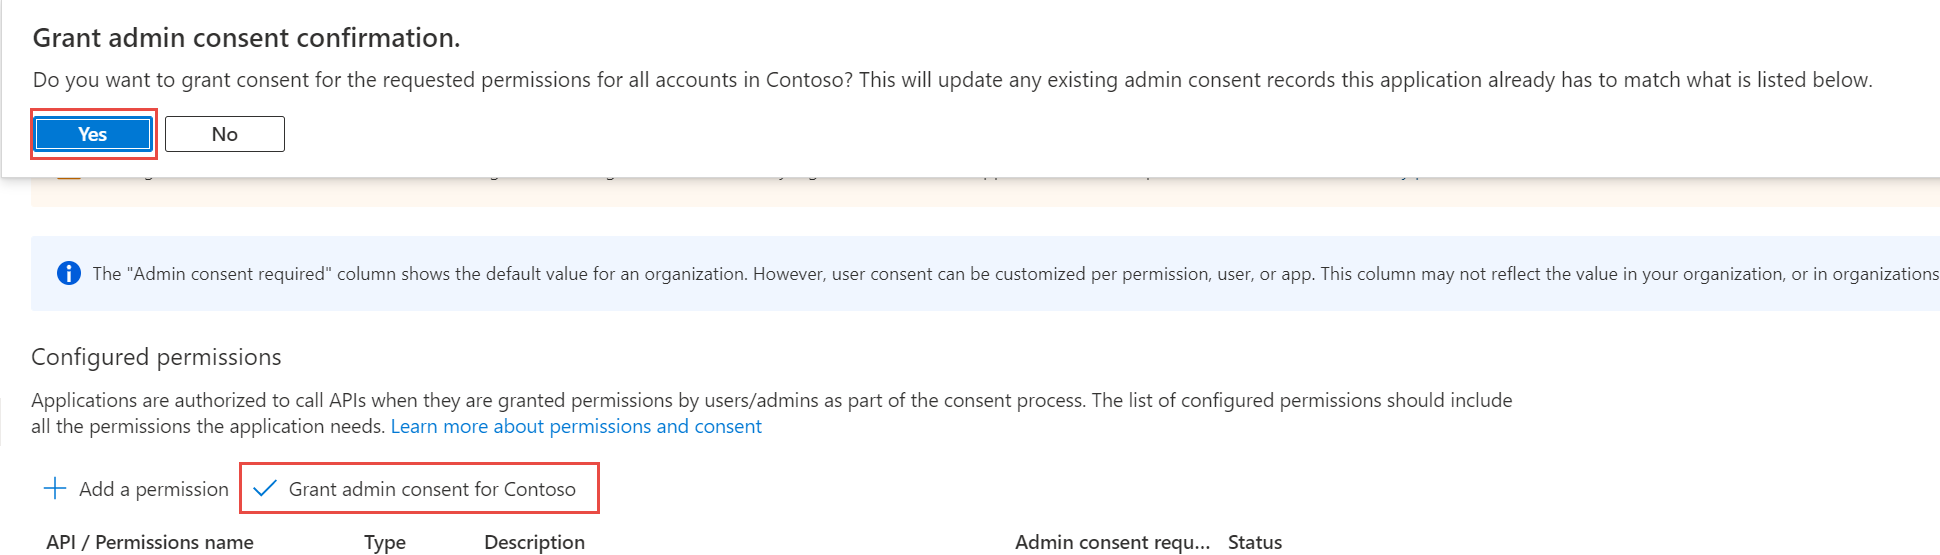 Grant admin consent confirmation.
Do you want to grant consent for the requested permissions for all accounts in Contoso? This will update any existing admin consent records this application already has to match what is listed below.
Yes
No
The "Admin consent required" column shows the default value for an organization. However, user consent can be customized per permission, user, or app. This column may not reflect the value in your organization, or in organizations
Configured permissions
Applications are authorized to call APIs when they are granted permissions by users/admins as part of the consent process. The list of configured permissions should include
all the permissions the application needs. Learn more about permissions and consent
Add a permission
Grant admin consent for Contoso
API / Permissions name Type Description Admin consent requ... Status